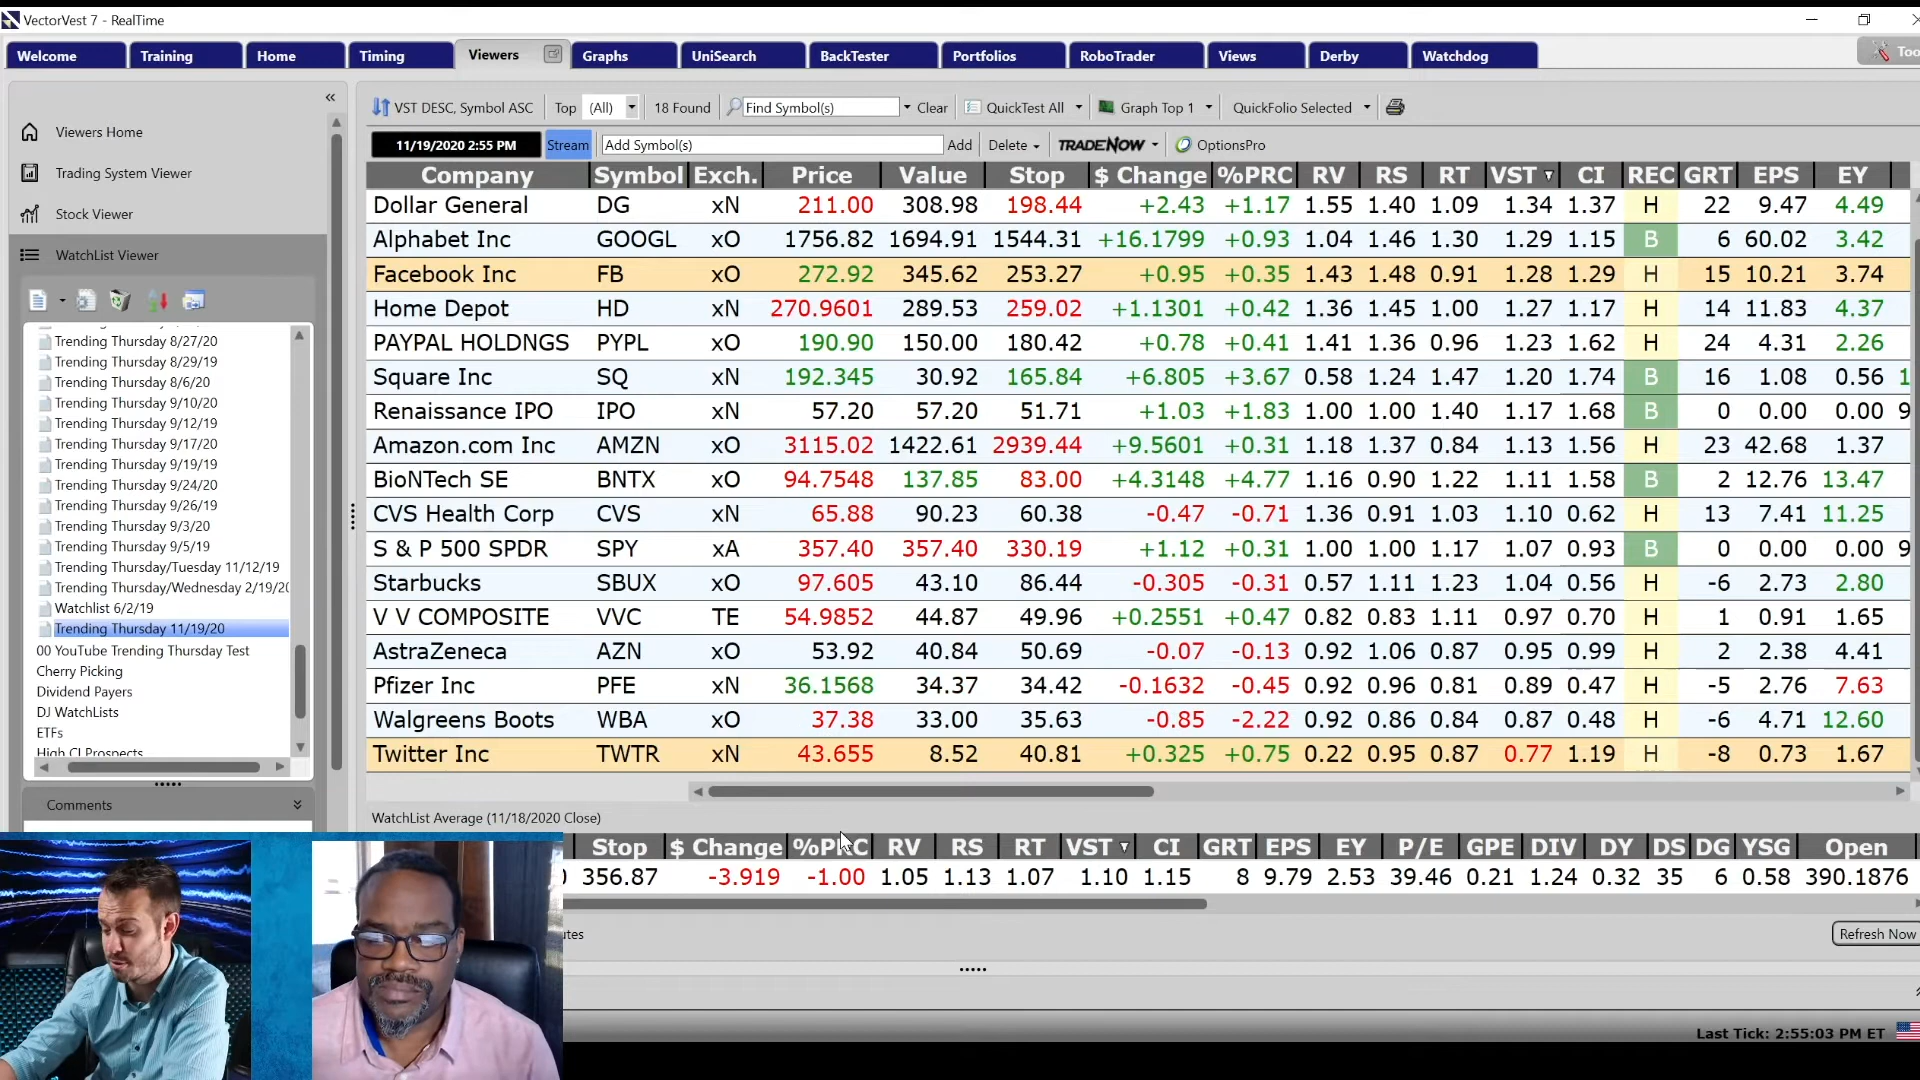 VectorVest 7 - RealTime
Welcome Training Home Timing Viewers Graphs UniSearch BackTester Portfolios RoboTrader Views Derby Watchdog Too
«
Viewers Home
Trading System Viewer
Stock Viewer
WatchList Viewer
Trending Thursday 8/27/20
Trending Thursday 8/29/19
Trending Thursday 8/6/20
Trending Thursday 9/10/20
Trending Thursday 9/12/19
Trending Thursday 9/17/20
Trending Thursday 9/19/19
Trending Thursday 9/24/20
Trending Thursday 9/26/19
Trending Thursday 9/3/20
Trending Thursday 9/5/19
Trending Thursday/Tuesday 11/12/19
Trending Thursday/Wednesday 2/19/20
Watchlist 6/2/19
Trending Thursday 11/19/20
00 YouTube Trending Thursday Test
Cherry Picking
Dividend Payers
DJ WatchLists
ETFs
High CI Prospects
Comments
VST DESC, Symbol ASC Top (All) 18 Found Find Symbol(s) Clear QuickTest All Graph Top 1 QuickFolio Selected
11/19/2020 2:55 PM Stream Add Symbol(s) Add Delete TRADENOW OptionsPro
Company Symbol Exch. Price Value Stop $ Change %PRC RV RS RT VST CI REC GRT EPS EY
Dollar General DG xN 211.00 308.98 198.44 +2.43 +1.17 1.55 1.40 1.09 1.34 1.37 H 22 9.47 4.49
Alphabet Inc GOOGL xO 1756.82 1694.91 1544.31 +16.1799 +0.93 1.04 1.46 1.30 1.29 1.15 B 6 60.02 3.42
Facebook Inc FB xO 272.92 345.62 253.27 +0.95 +0.35 1.43 1.48 0.91 1.28 1.29 H 15 10.21 3.74
Home Depot HD xN 270.9601 289.53 259.02 +1.1301 +0.42 1.36 1.45 1.00 1.27 1.17 H 14 11.83 4.37
PAYPAL HOLDNGS PYPL xO 190.90 150.00 180.42 +0.78 +0.41 1.41 1.36 0.96 1.23 1.62 H 24 4.31 2.26
Square Inc SQ xN 192.345 30.92 165.84 +6.805 +3.67 0.58 1.24 1.47 1.20 1.74 B 16 1.08 0.56 1
Renaissance IPO IPO xN 57.20 57.20 51.71 +1.03 +1.83 1.00 1.00 1.40 1.17 1.68 B 0 0.00 0.00 9
Amazon.com Inc AMZN xO 3115.02 1422.61 2939.44 +9.5601 +0.31 1.18 1.37 0.84 1.13 1.56 H 23 42.68 1.37
BioNTech SE BNTX xO 94.7548 137.85 83.00 +4.3148 +4.77 1.16 0.90 1.22 1.11 1.58 B 2 12.76 13.47
CVS Health Corp CVS xN 65.88 90.23 60.38 -0.47 -0.71 1.36 0.91 1.03 1.10 0.62 H 13 7.41 11.25
S & P 500 SPDR SPY xA 357.40 357.40 330.19 +1.12 +0.31 1.00 1.00 1.17 1.07 0.93 B 0 0.00 0.00 9
Starbucks SBUX xO 97.605 43.10 86.44 -0.305 -0.31 0.57 1.11 1.23 1.04 0.56 H -6 2.73 2.80
V V COMPOSITE VVC TE 54.9852 44.87 49.96 +0.2551 +0.47 0.82 0.83 1.11 0.97 0.70 H 1 0.91 1.65
AstraZeneca AZN xO 53.92 40.84 50.69 -0.07 -0.13 0.92 1.06 0.87 0.95 0.99 H 2 2.38 4.41
Pfizer Inc PFE xN 36.1568 34.37 34.42 -0.1632 -0.45 0.92 0.96 0.81 0.89 0.47 H -5 2.76 7.63
Walgreens Boots WBA xO 37.38 33.00 35.63 -0.85 -2.22 0.92 0.86 0.84 0.87 0.48 H -6 4.71 12.60
Twitter Inc TWTR xN 43.655 8.52 40.81 +0.325 +0.75 0.22 0.95 0.87 0.77 1.19 H -8 0.73 1.67
WatchList Average (11/18/2020 Close)
Stop $ Change %PRC RV RS RT VST CI GRT EPS EY P/E GPE DIV DY DS DG YSG Open
356.87 -3.919 -1.00 1.05 1.13 1.07 1.10 1.15 8 9.79 2.53 39.46 0.21 1.24 0.32 35 6 0.58 390.1876
utes Refresh Now
Last Tick: 2:55:03 PM ET